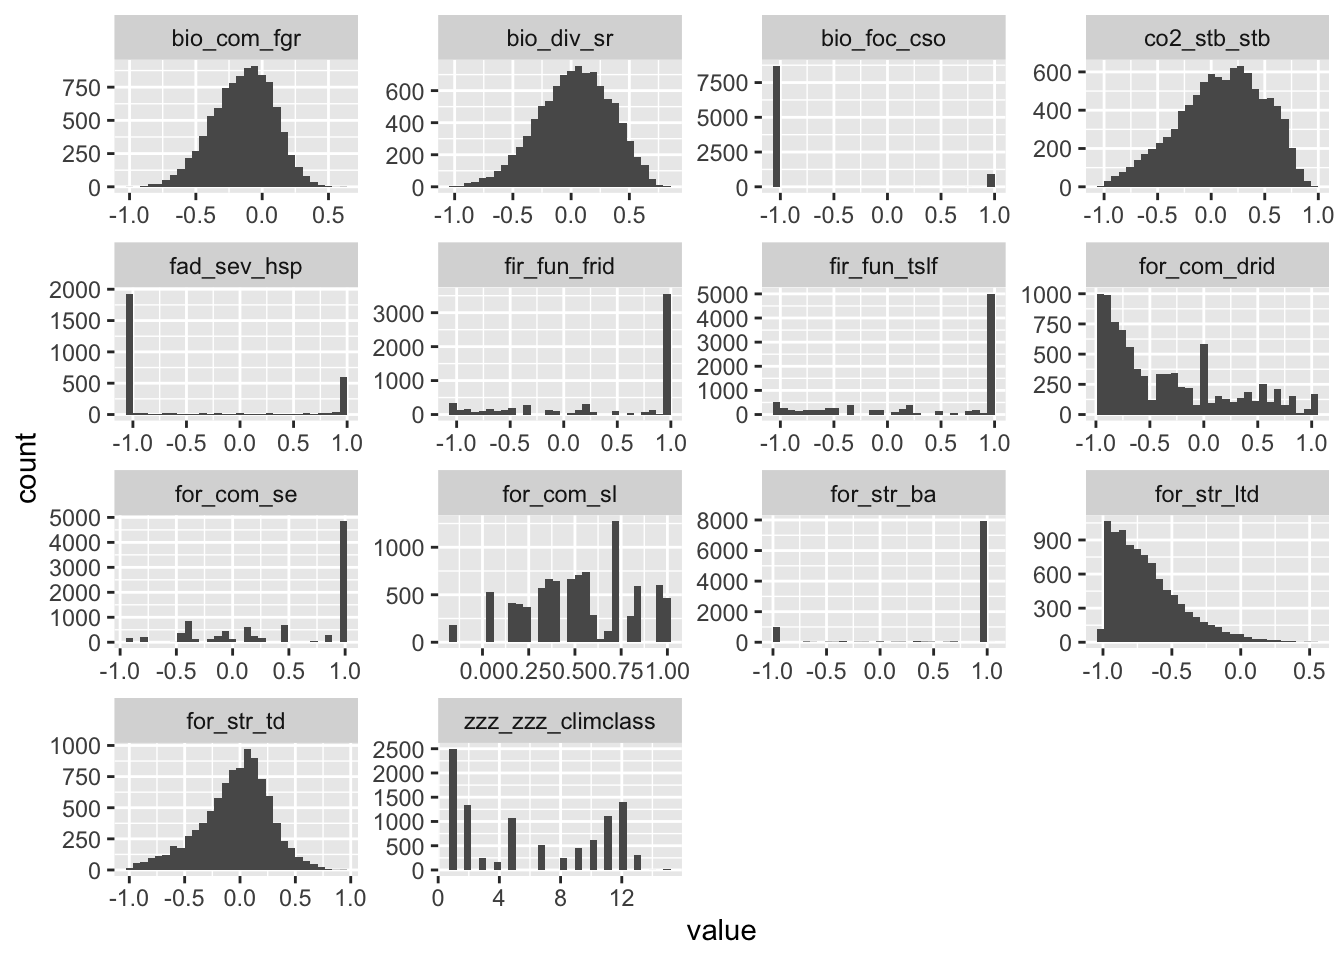 bio_com_fgr bio_div_sr bio_foc_cso co2_stb_stb
750 500 250 0
600 400 200 0
7500 5000 2500 0
600 400 200 0
-1.0 -0.5 0.0 0.5
-1.0 -0.5 0.0 0.5
-1.0 -0.5 0.0 0.5 1.0
-1.0 -0.5 0.0 0.5 1.0
fad_sev_hsp fir_fun_frid fir_fun_tslf for_com_drid
2000 1500 1000 500 0
3000 2000 1000 0
5000 4000 3000 2000 1000 0
1000 750 500 250 0
-1.0 -0.5 0.0 0.5 1.0
-1.0 -0.5 0.0 0.5 1.0
-1.0 -0.5 0.0 0.5 1.0
-1.0 -0.5 0.0 0.5 1.0
count
for_com_se for_com_sl for_str_ba for_str_ltd
5000 4000 3000 2000 1000 0
1000 500 0
8000 6000 4000 2000 0
900 600 300 0
-1.0 -0.5 0.0 0.5 1.0
0.00 0.25 0.50 0.75 1.00
-1.0 -0.5 0.0 0.5 1.0
-1.0 -0.5 0.0 0.5
for_str_td zzz_zzz_climclass
1000 750 500 250 0
2500 2000 1500 1000 500 0
-1.0 -0.5 0.0 0.5 1.0
0 4 8 12
value